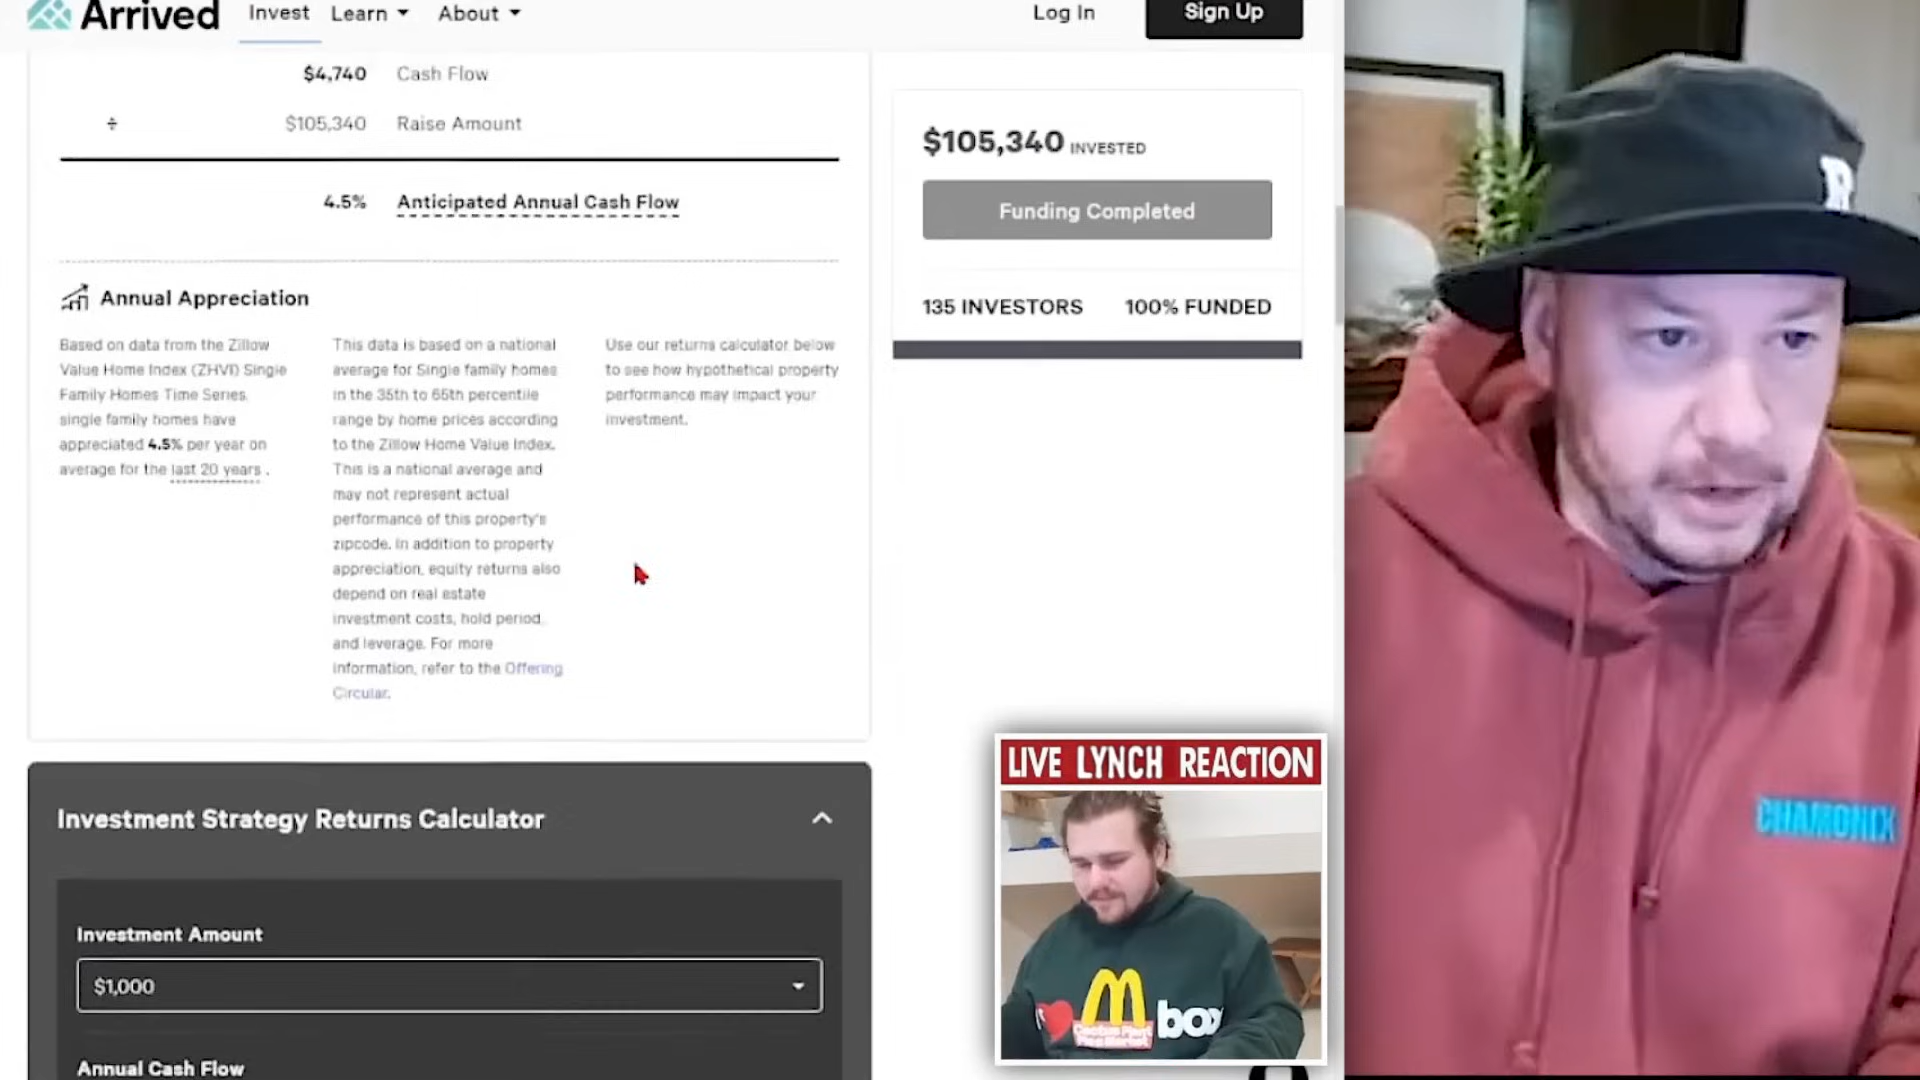 Arrived
Invest
Learn
About
Log In
Sign Up
$4,740 Cash Flow
÷ $105,340 Raise Amount
4.5% Anticipated Annual Cash Flow
Annual Appreciation
Based on data from the Zillow
Value Home Index (ZHVI) Single
Family Homes Time Series,
single family homes have
appreciated 4.5% per year on
average for the last 20 years .
This data is based on a national
average for Single family homes
in the 35th to 65th percentile
range by home prices according
to the Zillow Home Value Index.
This is a national average and
may not represent actual
performance of this property's
zipcode. In addition to property
appreciation, equity returns also
depend on real estate
investment costs, hold period,
and leverage. For more
information, refer to the Offering
Circular.
Use our returns calculator below
to see how hypothetical property
performance may impact your
investment.
$105,340 INVESTED
Funding Completed
135 INVESTORS 100% FUNDED
Investment Strategy Returns Calculator
Investment Amount
$1,000
Annual Cash Flow
LIVE LYNCH REACTION
box
R
CHAMONIX